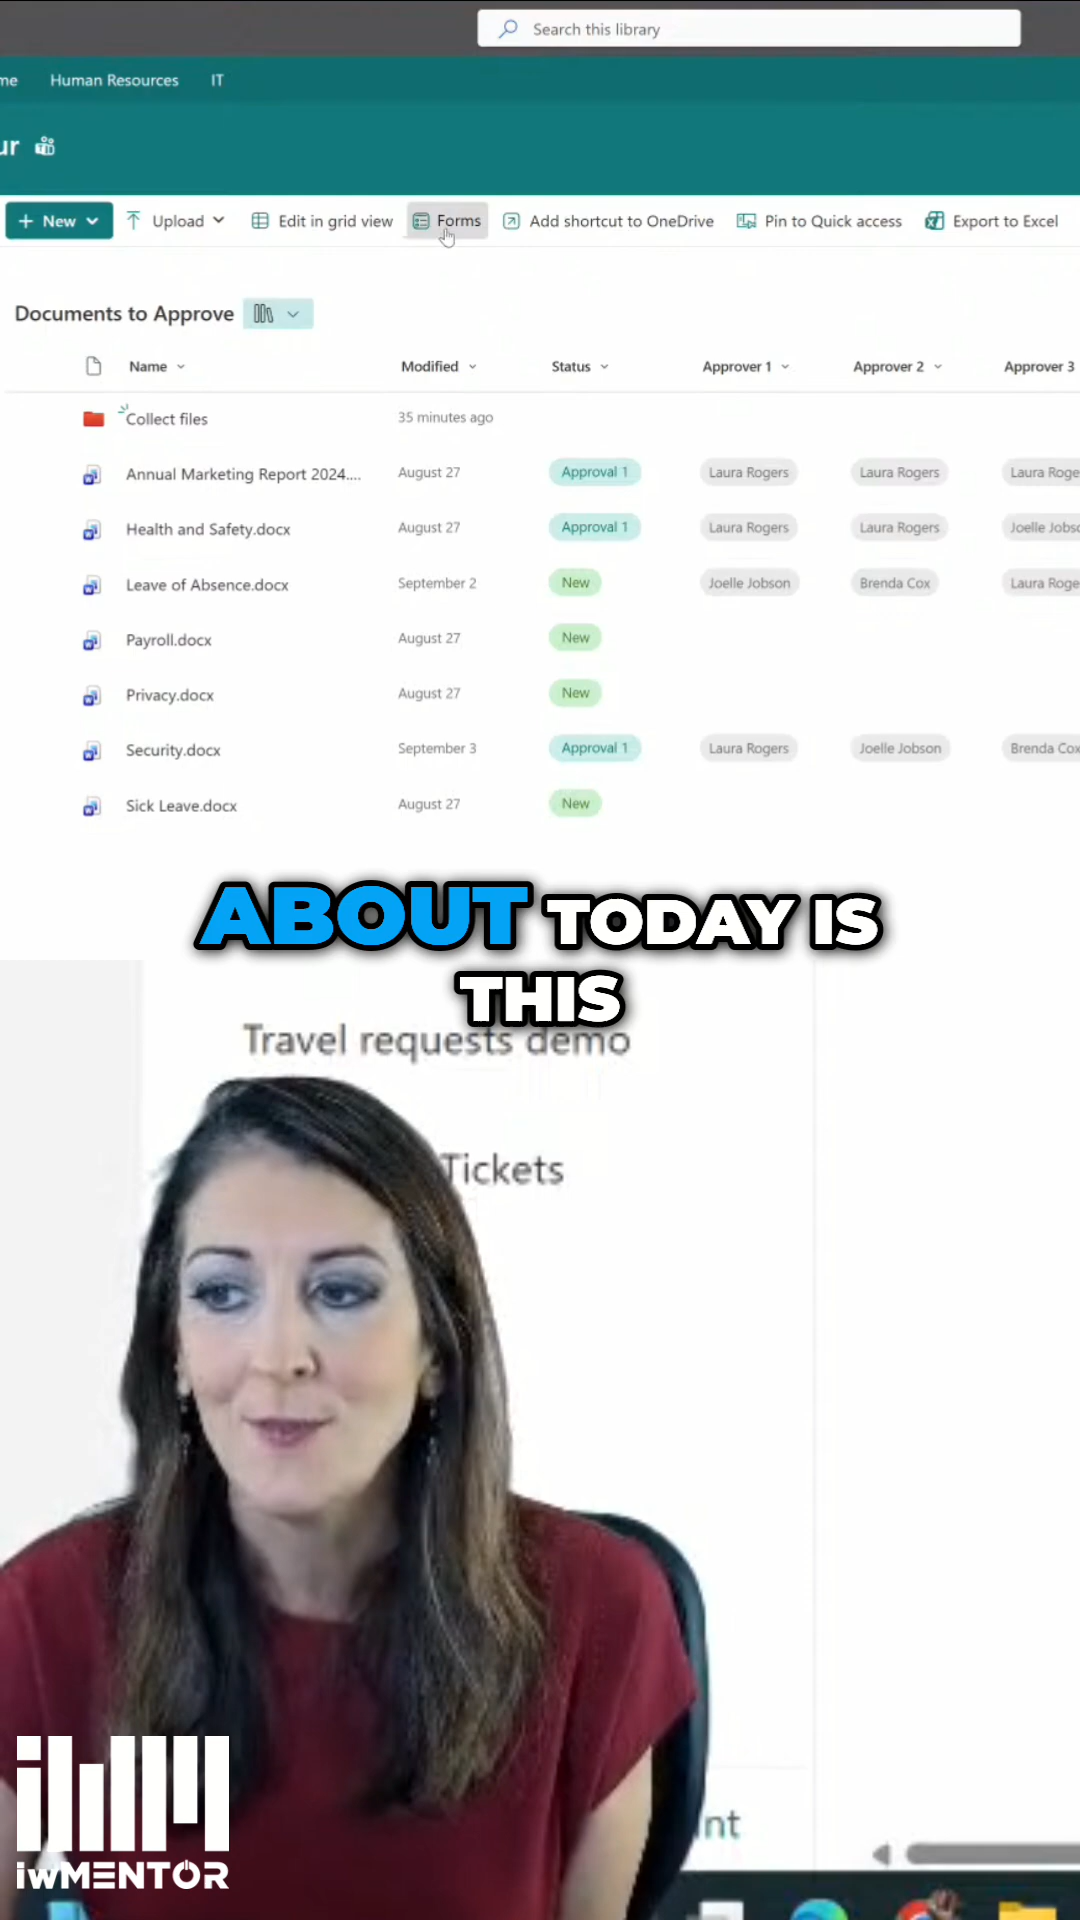 Search this library
me Human Resources IT
ur
+ New Upload Edit in grid view Forms Add shortcut to OneDrive Pin to Quick access Export to Excel
Documents to Approve
Name Modified Status Approver 1 Approver 2 Approver 3
Collect files 35 minutes ago
Annual Marketing Report 2024.... August 27 Approval 1 Laura Rogers Laura Rogers Laura Roge
Health and Safety.docx August 27 Approval 1 Laura Rogers Laura Rogers Joelle Jobso
Leave of Absence.docx September 2 New Joelle Jobson Brenda Cox Laura Roge
Payroll.docx August 27 New
Privacy.docx August 27 New
Security.docx September 3 Approval 1 Laura Rogers Joelle Jobson Brenda Cox
Sick Leave.docx August 27 New
ABOUT TODAY IS
THIS
Travel requests demo
Tickets
nt
iWM
iwMENTOR